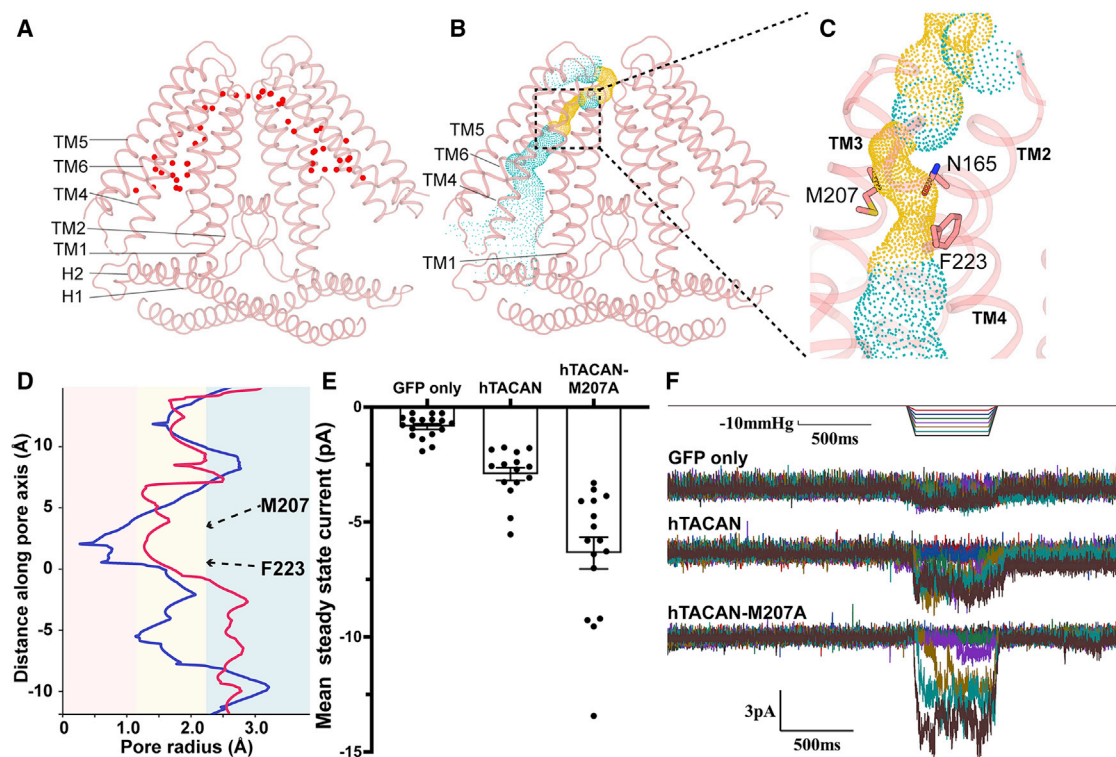 A
TM5
TM6
TM4
TM2
TM1
H2
H1
B
TM5
TM6
TM4
TM1
C
TM3
TM2
N165
M207
F223
TM4
D
Distance along pore axis (Å)
10
5
0
-5
-10
M207
F223
0 1.0 2.0 3.0
Pore radius (Å)
E
hTACAN-
GFP only hTACAN M207A
Mean steady state current (pA)
0
-5
-10
-15
F
-10mmHg
500ms
GFP only
hTACAN
hTACAN-M207A
3pA
500ms